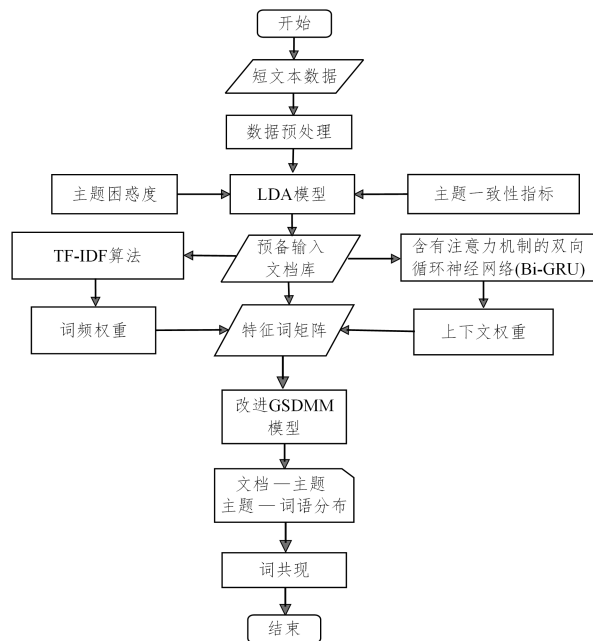 开始
短文本数据
数据预处理
主题困惑度
LDA模型
主题一致性指标
TF-IDF算法
预备输入
文档库
含有注意力机制的双向
循环神经网络(Bi-GRU)
词频权重
特征词矩阵
上下文权重
改进GSDMM
模型
文档—主题
主题—词语分布
词共现
结束